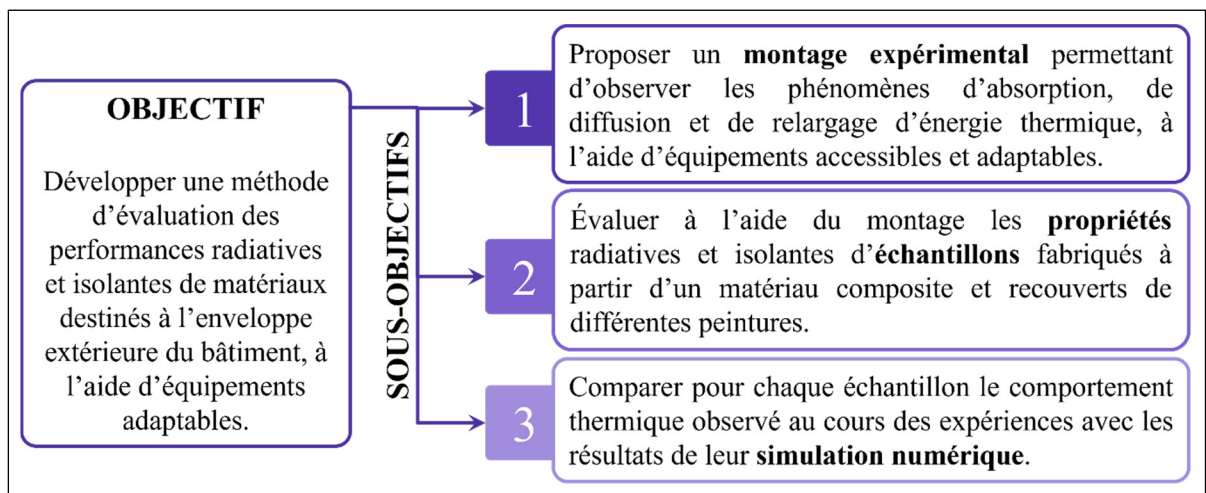 OBJECTIF
Développer une méthode
d’évaluation des
performances radiatives
et isolantes de matériaux
destinés à l’enveloppe
extérieure du bâtiment, à
l’aide d’équipements
adaptables.
SOUS-OBJECTIFS
1
Proposer un montage expérimental permettant
d’observer les phénomènes d’absorption, de
diffusion et de relargage d’énergie thermique, à
l’aide d’équipements accessibles et adaptables.
2
Évaluer à l’aide du montage les propriétés
radiatives et isolantes d’échantillons fabriqués à
partir d’un matériau composite et recouverts de
différentes peintures.
3
Comparer pour chaque échantillon le comportement
thermique observé au cours des expériences avec les
résultats de leur simulation numérique.